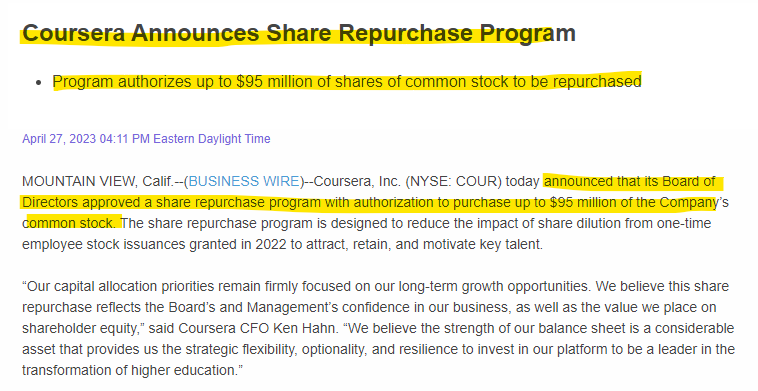 Coursera Announces Share Repurchase Program
• Program authorizes up to $95 million of shares of common stock to be repurchased
April 27, 2023 04:11 PM Eastern Daylight Time
MOUNTAIN VIEW, Calif.--(BUSINESS WIRE)--Coursera, Inc. (NYSE: COUR) today announced that its Board of
Directors approved a share repurchase program with authorization to purchase up to $95 million of the Company’s
common stock. The share repurchase program is designed to reduce the impact of share dilution from one-time
employee stock issuances granted in 2022 to attract, retain, and motivate key talent.
“Our capital allocation priorities remain firmly focused on our long-term growth opportunities. We believe this share
repurchase reflects the Board’s and Management’s confidence in our business, as well as the value we place on
shareholder equity,” said Coursera CFO Ken Hahn. “We believe the strength of our balance sheet is a considerable
asset that provides us the strategic flexibility, optionality, and resilience to invest in our platform to be a leader in the
transformation of higher education.”